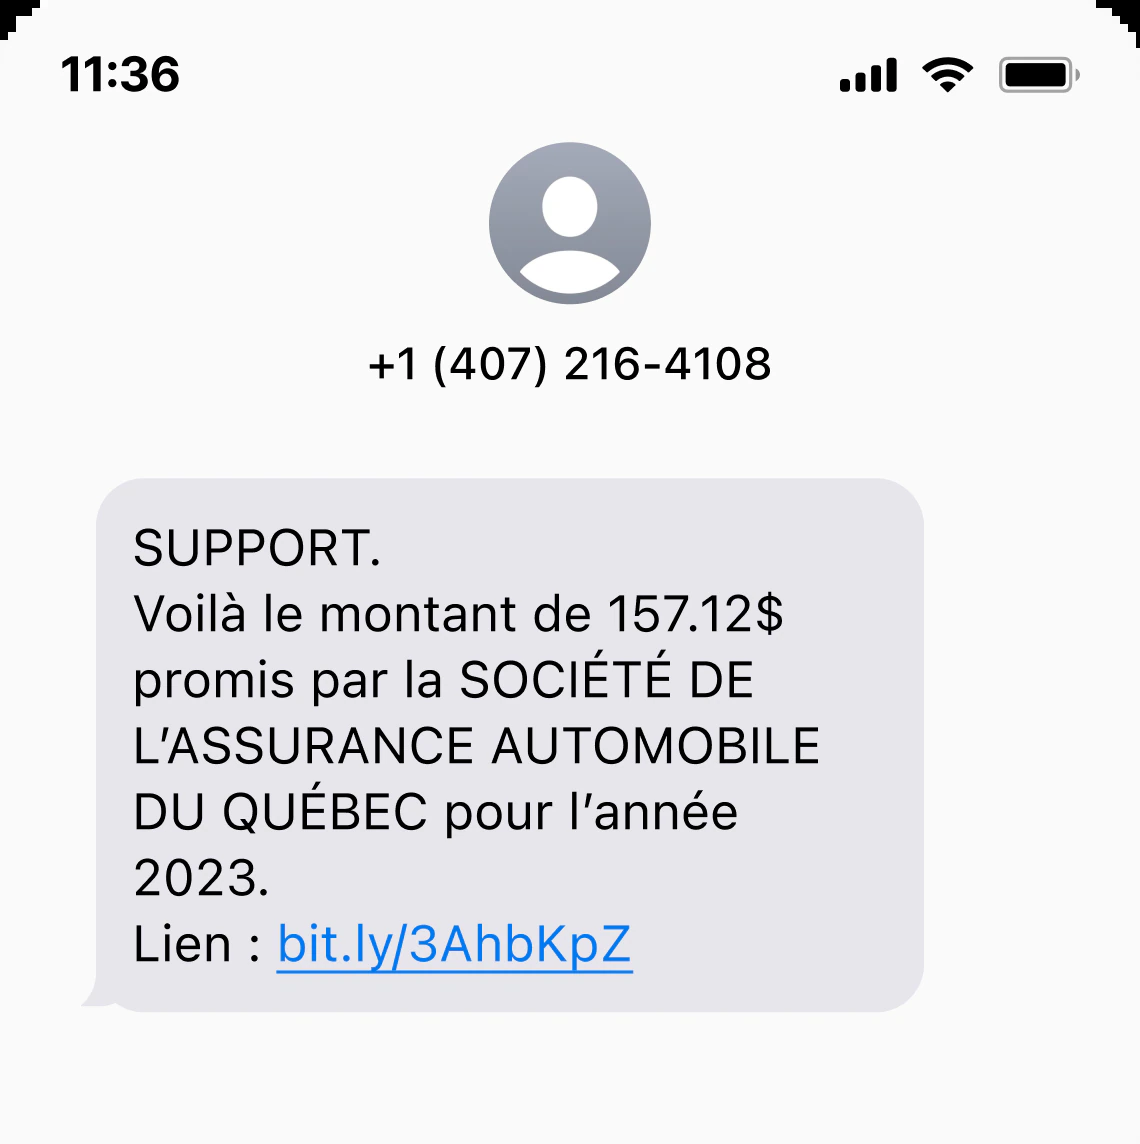 11:36
+1 (407) 216-4108
SUPPORT.
Voilà le montant de 157.12$
promis par la SOCIÉTÉ DE
L’ASSURANCE AUTOMOBILE
DU QUÉBEC pour l’année
2023.
Lien : bit.ly/3AhbKpZ